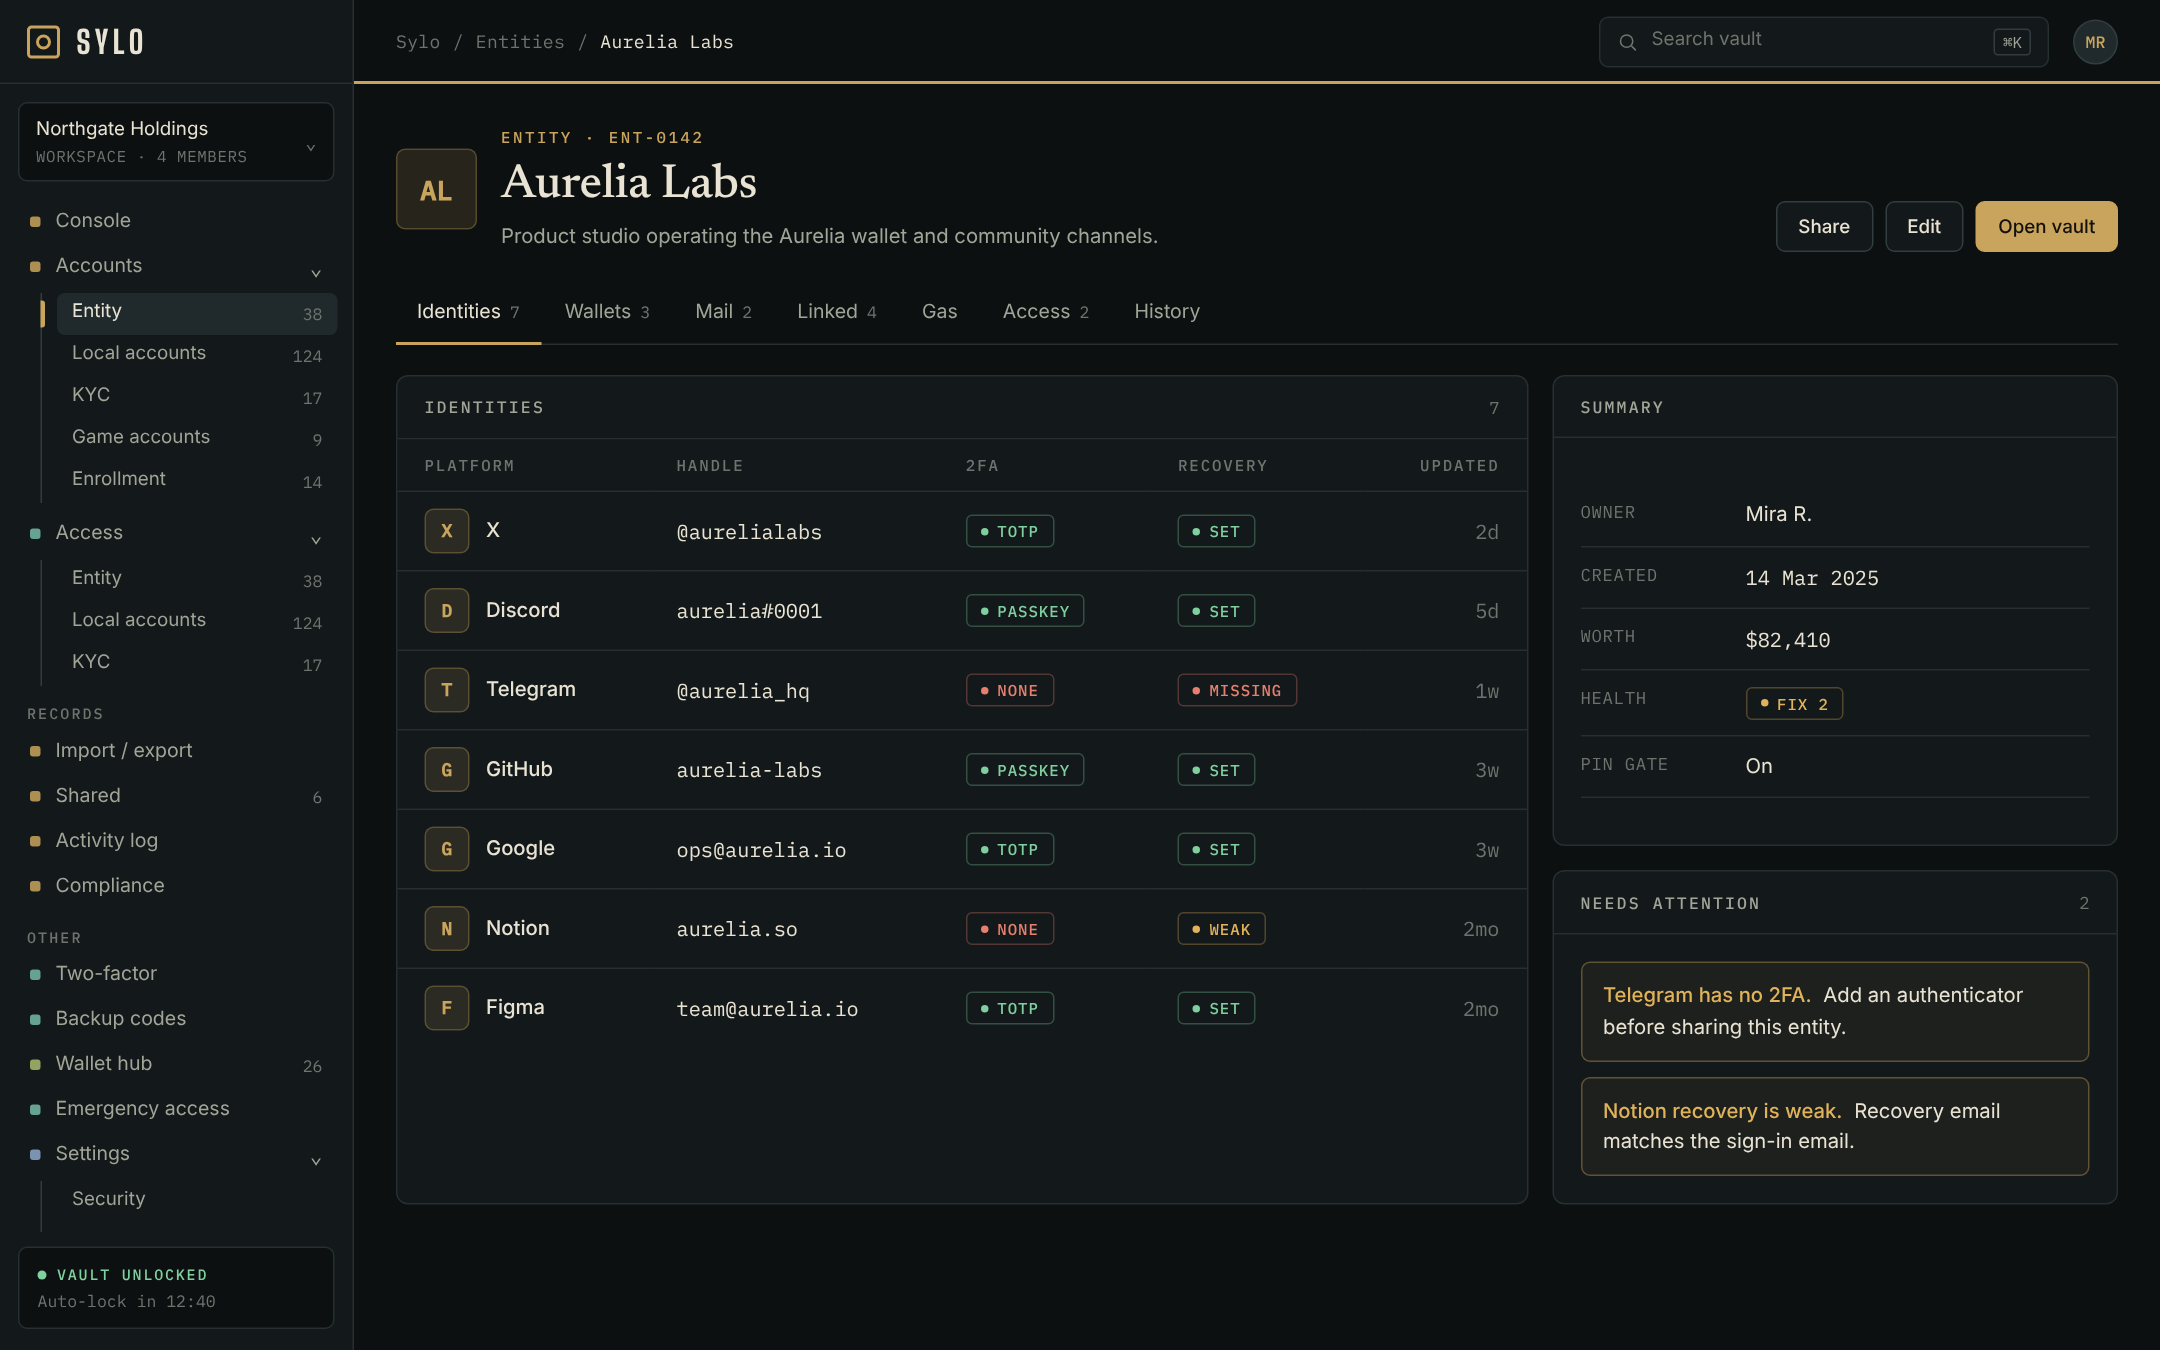 SYLO
Northgate Holdings
WORKSPACE · 4 MEMBERS
Console
Accounts
Entity 38
Local accounts 124
KYC 17
Game accounts 9
Enrollment 14
Access
Entity 38
Local accounts 124
KYC 17
RECORDS
Import / export
Shared 6
Activity log
Compliance
OTHER
Two-factor
Backup codes
Wallet hub 26
Emergency access
Settings
Security
VAULT UNLOCKED
Auto-lock in 12:40
Sylo / Entities / Aurelia Labs
Search vault ⌘K
MR
AL
ENTITY · ENT-0142
Aurelia Labs
Product studio operating the Aurelia wallet and community channels.
Share Edit Open vault
Identities 7 Wallets 3 Mail 2 Linked 4 Gas Access 2 History
IDENTITIES 7
PLATFORM HANDLE 2FA RECOVERY UPDATED
X X @aurelialabs TOTP SET 2d
D Discord aurelia#0001 PASSKEY SET 5d
T Telegram @aurelia_hq NONE MISSING 1w
G GitHub aurelia-labs PASSKEY SET 3w
G Google ops@aurelia.io TOTP SET 3w
N Notion aurelia.so NONE WEAK 2mo
F Figma team@aurelia.io TOTP SET 2mo
SUMMARY
OWNER Mira R.
CREATED 14 Mar 2025
WORTH $82,410
HEALTH FIX 2
PIN GATE On
NEEDS ATTENTION 2
Telegram has no 2FA. Add an authenticator
before sharing this entity.
Notion recovery is weak. Recovery email
matches the sign-in email.